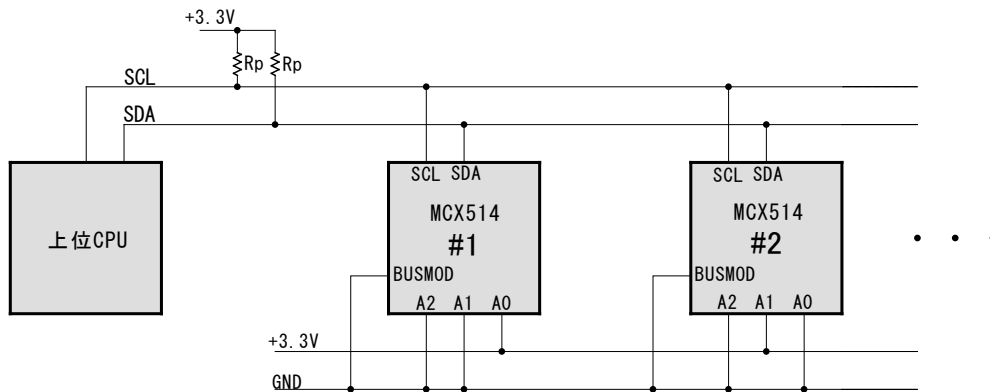 +3.3V
Rp Rp
SCL
SDA
SCL SDA
SCL SDA
上位CPU
MCX514
#1
MCX514
#2
BUSMOD
BUSMOD
A2 A1 A0
A2 A1 A0
+3.3V
GND